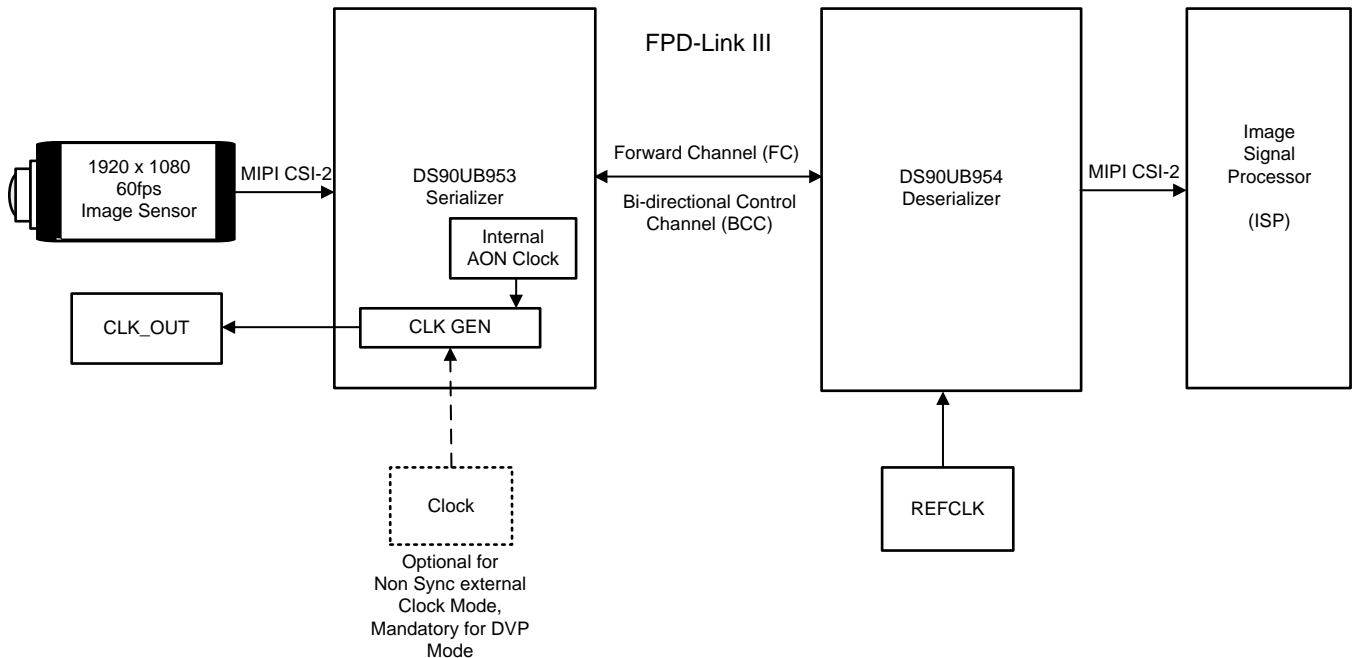 FPD-Link III
1920 x 1080
60fps
Image Sensor
MIPI CSI-2
DS90UB953
Serializer
Internal
AON Clock
CLK GEN
CLK_OUT
Clock
Optional for
Non Sync external
Clock Mode,
Mandatory for DVP
Mode
Forward Channel (FC)
Bi-directional Control
Channel (BCC)
DS90UB954
Deserializer
REFCLK
MIPI CSI-2
Image
Signal
Processor
(ISP)